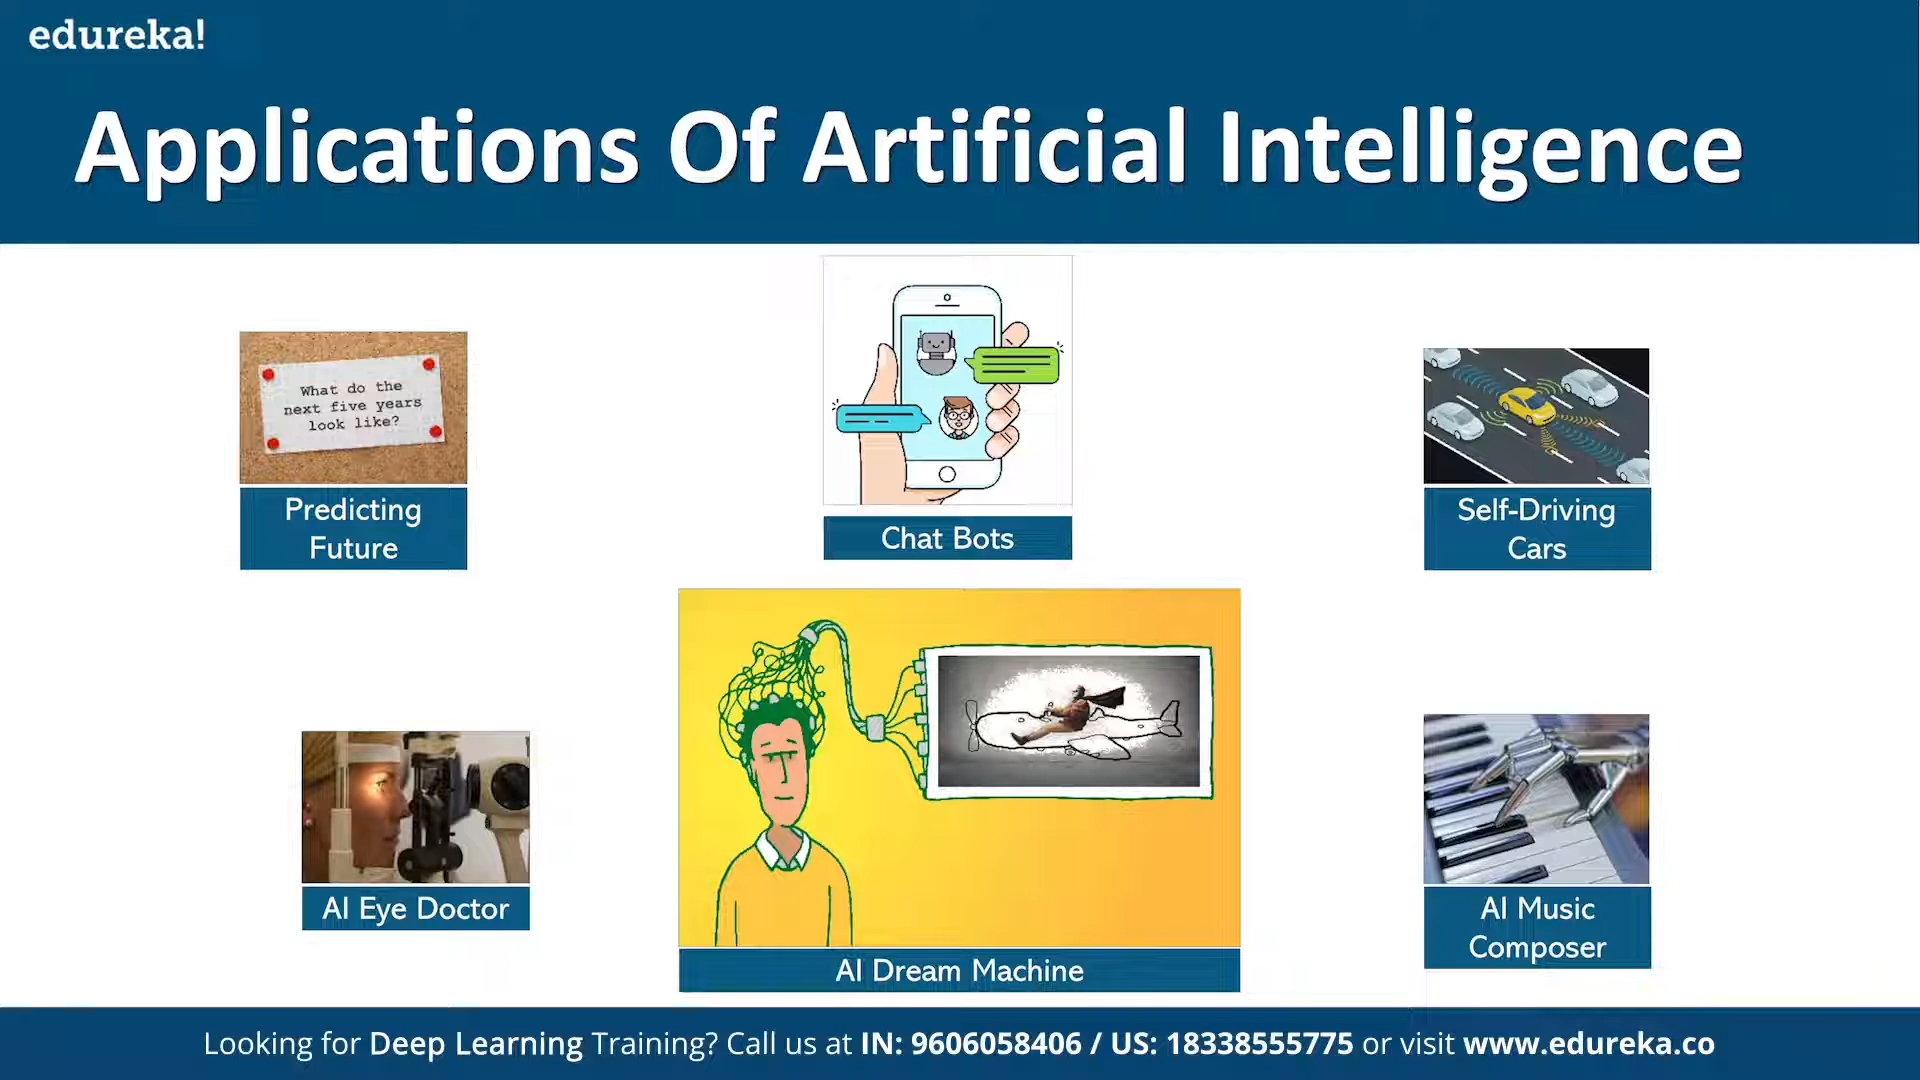 edureka!
Applications Of Artificial Intelligence
What do the
next five years
look like?
Predicting
Future
Chat Bots
Self-Driving
Cars
AI Eye Doctor
AI Dream Machine
AI Music
Composer
Looking for Deep Learning Training? Call us at IN: 9606058406 / US: 18338555775 or visit www.edureka.co